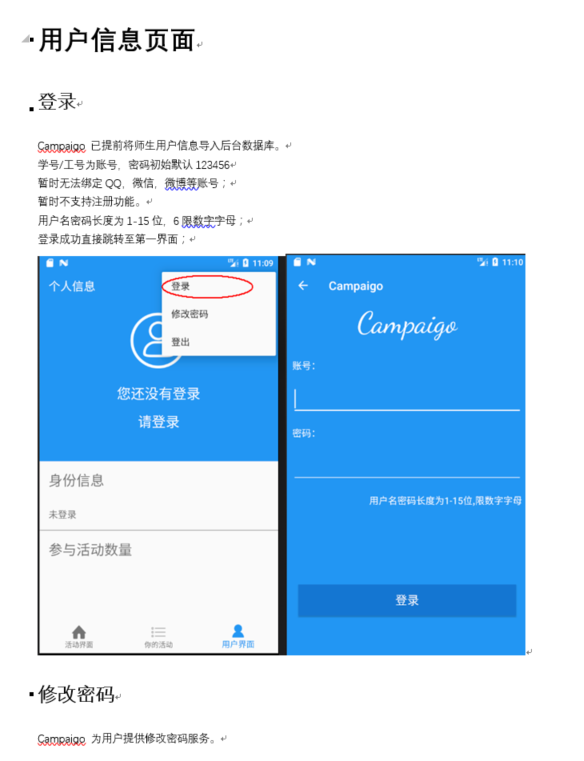 用户信息页面
登录
Campaigo 已提前将师生用户信息导入后台数据库。
学号/工号为账号，密码初始默认 123456
暂时无法绑定 QQ，微信，微博等账号；
暂时不支持注册功能。
用户名密码长度为 1-15 位，6 限数字字母；
登录成功直接跳转至第一界面；
11:09
个人信息
登录
修改密码
登出
您还没有登录
请登录
身份信息
未登录
参与活动数量
活动界面
你的活动
用户界面
11:10
Campaigo
Campaigo
账号：
密码：
用户名密码长度为1-15位,限数字字母
登录
修改密码
Campaigo 为用户提供修改密码服务。